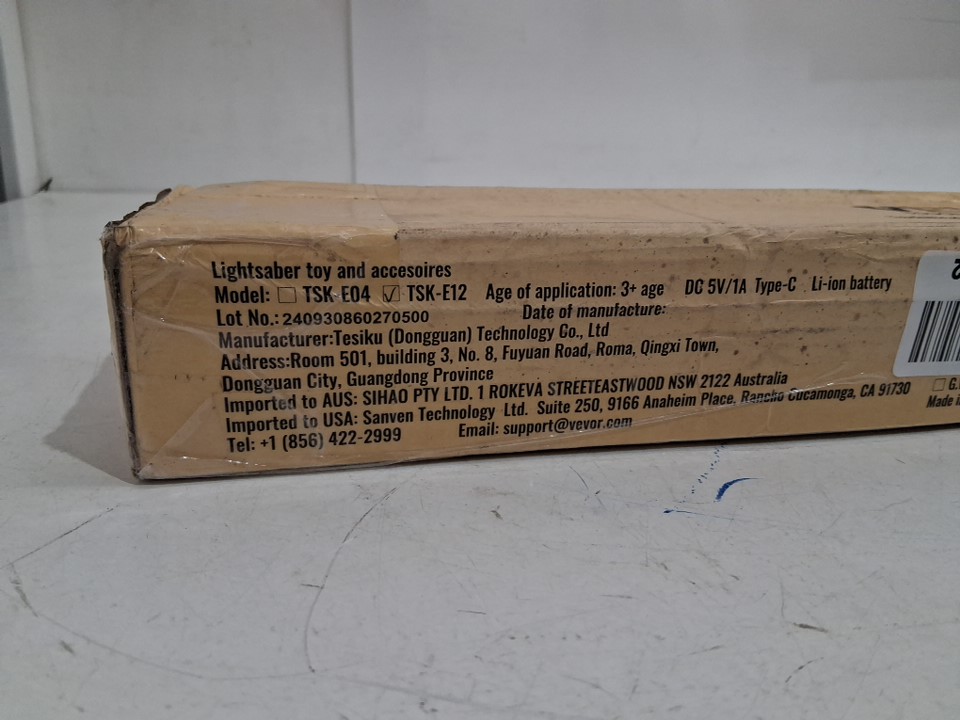 Lightsaber toy and accesoires
Model: ☐ TSK-E04 ☑ TSK-E12 Age of application: 3+ age DC 5V/1A Type-C Li-ion battery
Lot No.: 240930860270500 Date of manufacture:
Manufacturer:Tesiku (Dongguan) Technology Co., Ltd
Address:Room 501, building 3, No. 8, Fuyuan Road, Roma, Qingxi Town,
Dongguan City, Guangdong Province
Imported to AUS: SIHAO PTY LTD. 1 ROKEVA STREETEASTWOOD NSW 2122 Australia
Imported to USA: Sanven Technology Ltd. Suite 250, 9166 Anaheim Place, Rancho Cucamonga, CA 91730
Tel: +1 (856) 422-2999 Email: support@vevor.com
☐ G.
Made